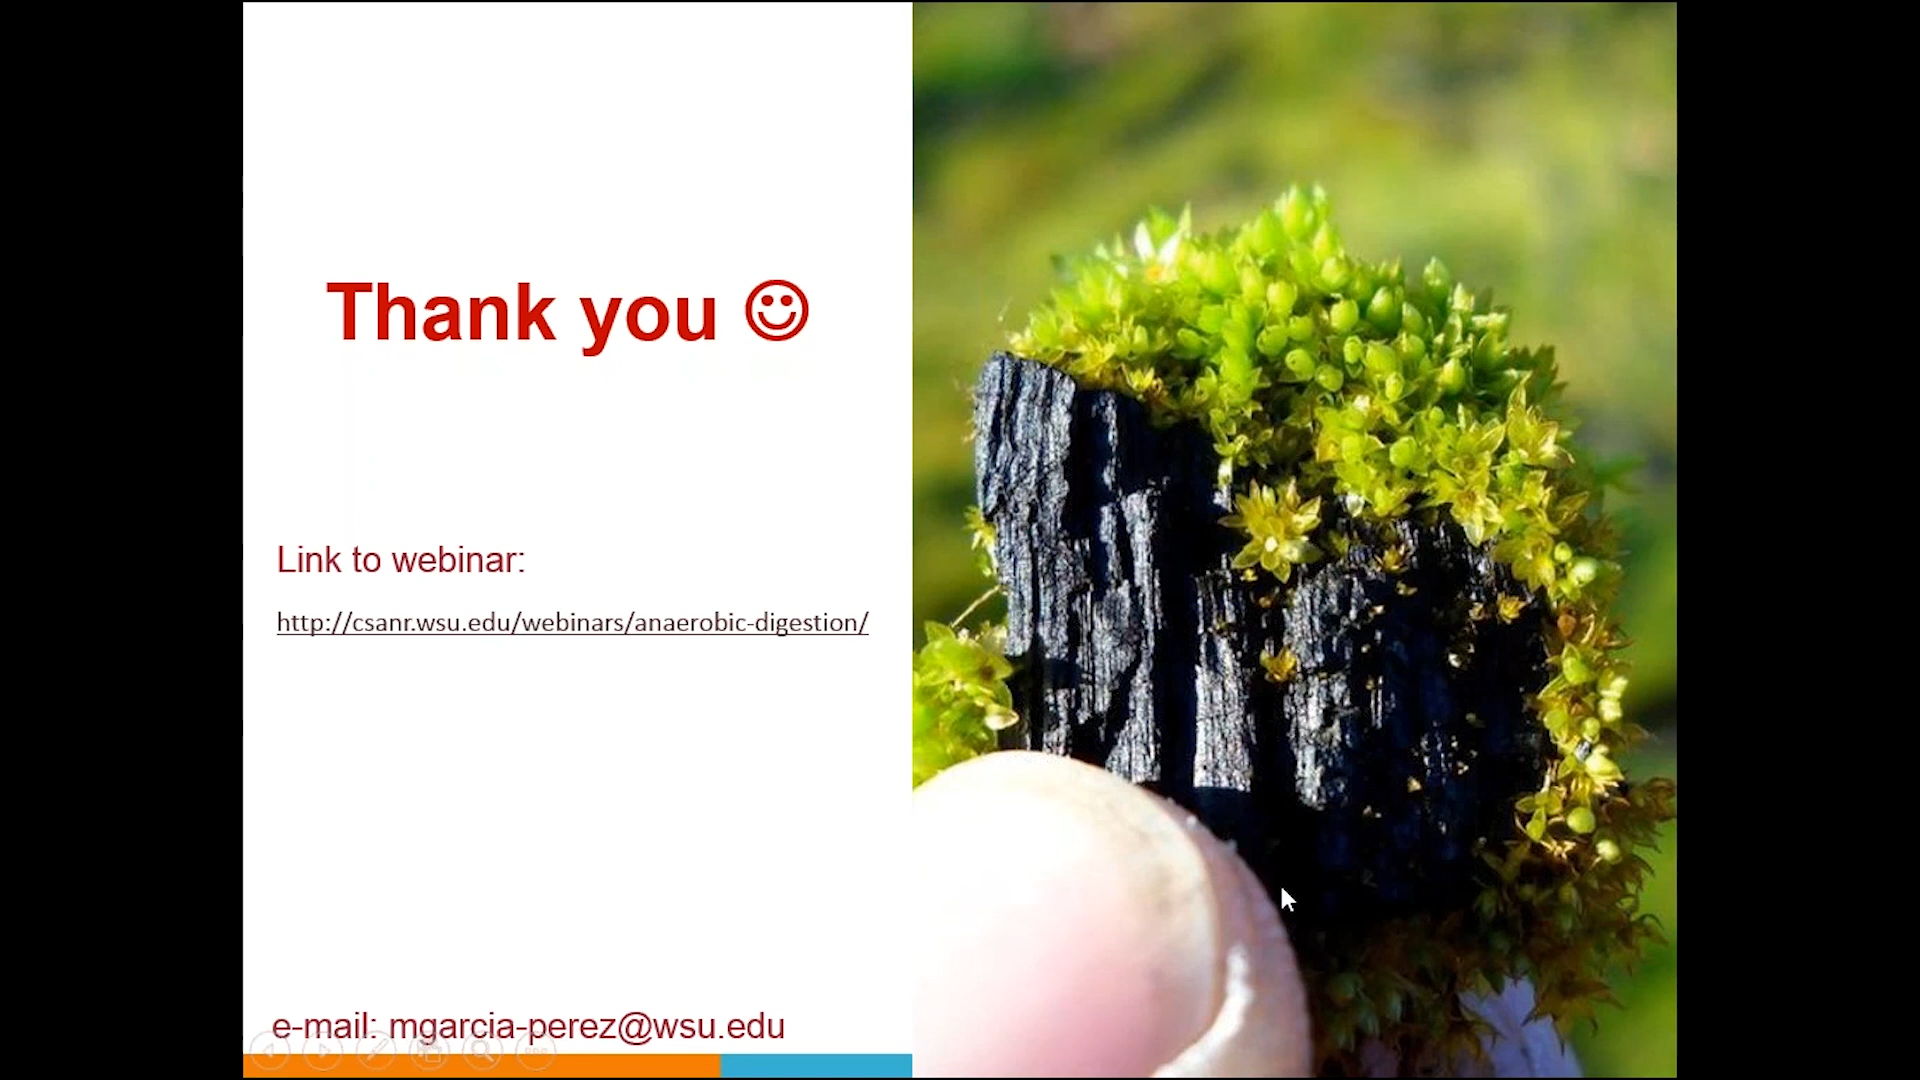 Thank you ☺
Link to webinar:
http://csanr.wsu.edu/webinars/anaerobic-digestion/
e-mail: mgarcia-perez@wsu.edu